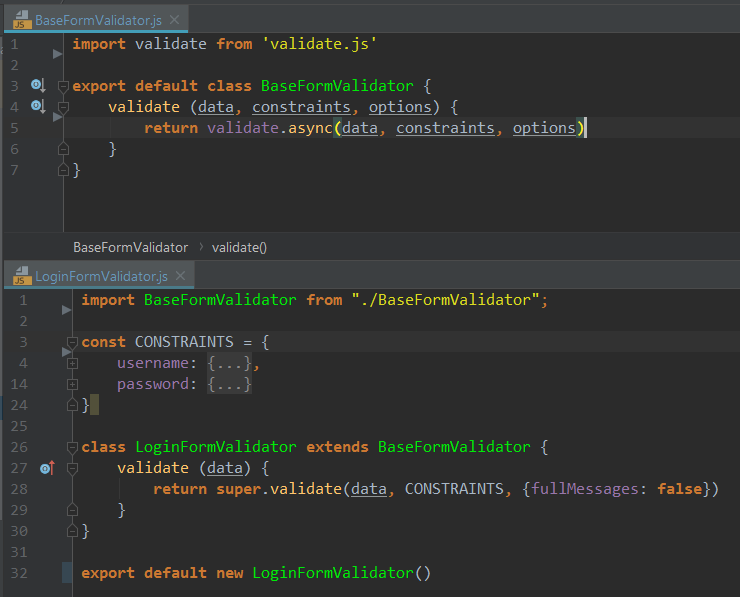 BaseFormValidator.js
1 import validate from 'validate.js'
2
3 export default class BaseFormValidator {
4 validate (data, constraints, options) {
5 return validate.async(data, constraints, options)
6 }
7 }
BaseFormValidator › validate()
LoginFormValidator.js
1 import BaseFormValidator from "./BaseFormValidator";
2
3 const CONSTRAINTS = {
4 username: {...},
14 password: {...}
24 }
25
26 class LoginFormValidator extends BaseFormValidator {
27 validate (data) {
28 return super.validate(data, CONSTRAINTS, {fullMessages: false})
29 }
30 }
31
32 export default new LoginFormValidator()